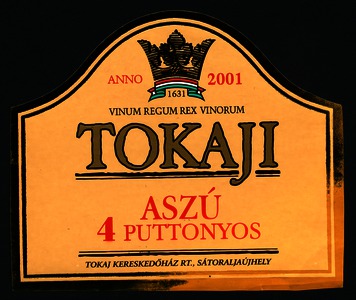 ANNO 2001
1631
VINUM REGUM REX VINORUM
TOKAJI
ASZÚ
4 PUTTONYOS
TOKAJ KERESKEDŐHÁZ RT., SÁTORALJAÚJHELY